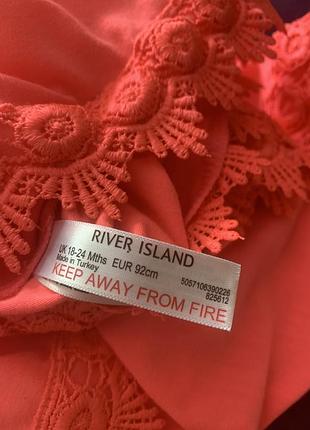 RIVER ISLAND
UK 18-24 Mths EUR 92cm
Made in Turkey
5057106390226
825612
KEEP AWAY FROM FIRE